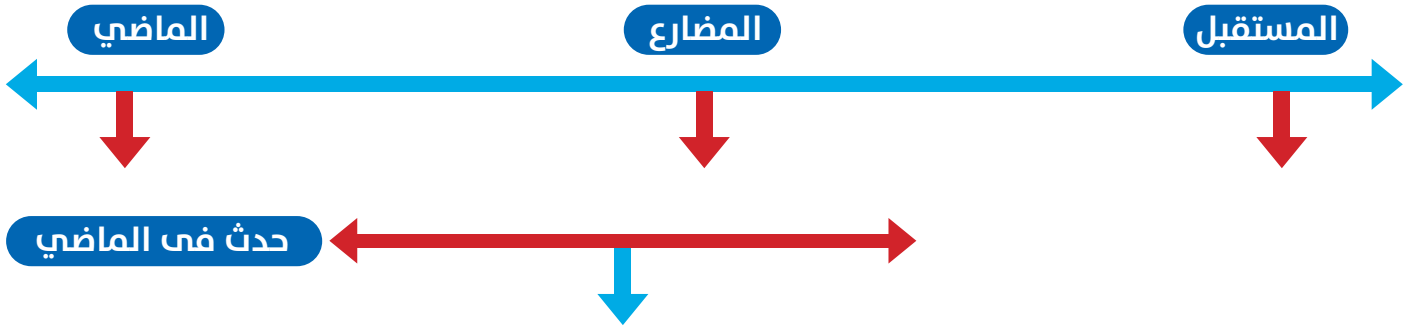 المستقبل
المضارع
الماضي
حدث فى الماضي